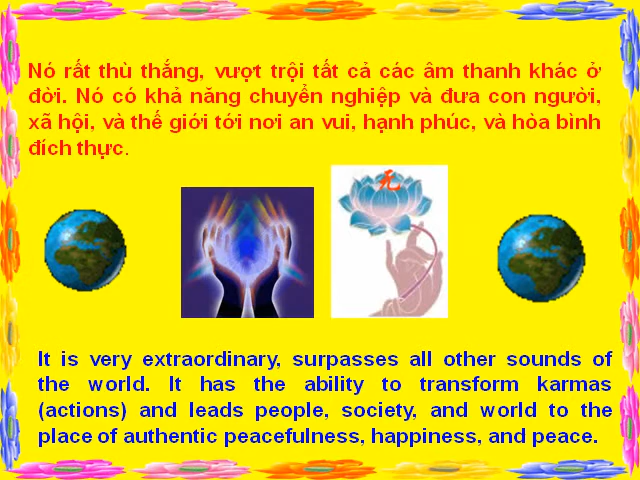 Nó rất thù thắng, vượt trội tất cả các âm thanh khác ở
đời. Nó có khả năng chuyển nghiệp và đưa con người,
xã hội, và thế giới tới nơi an vui, hạnh phúc, và hòa bình
đích thực.
无
It is very extraordinary, surpasses all other sounds of
the world. It has the ability to transform karmas
(actions) and leads people, society, and world to the
place of authentic peacefulness, happiness, and peace.